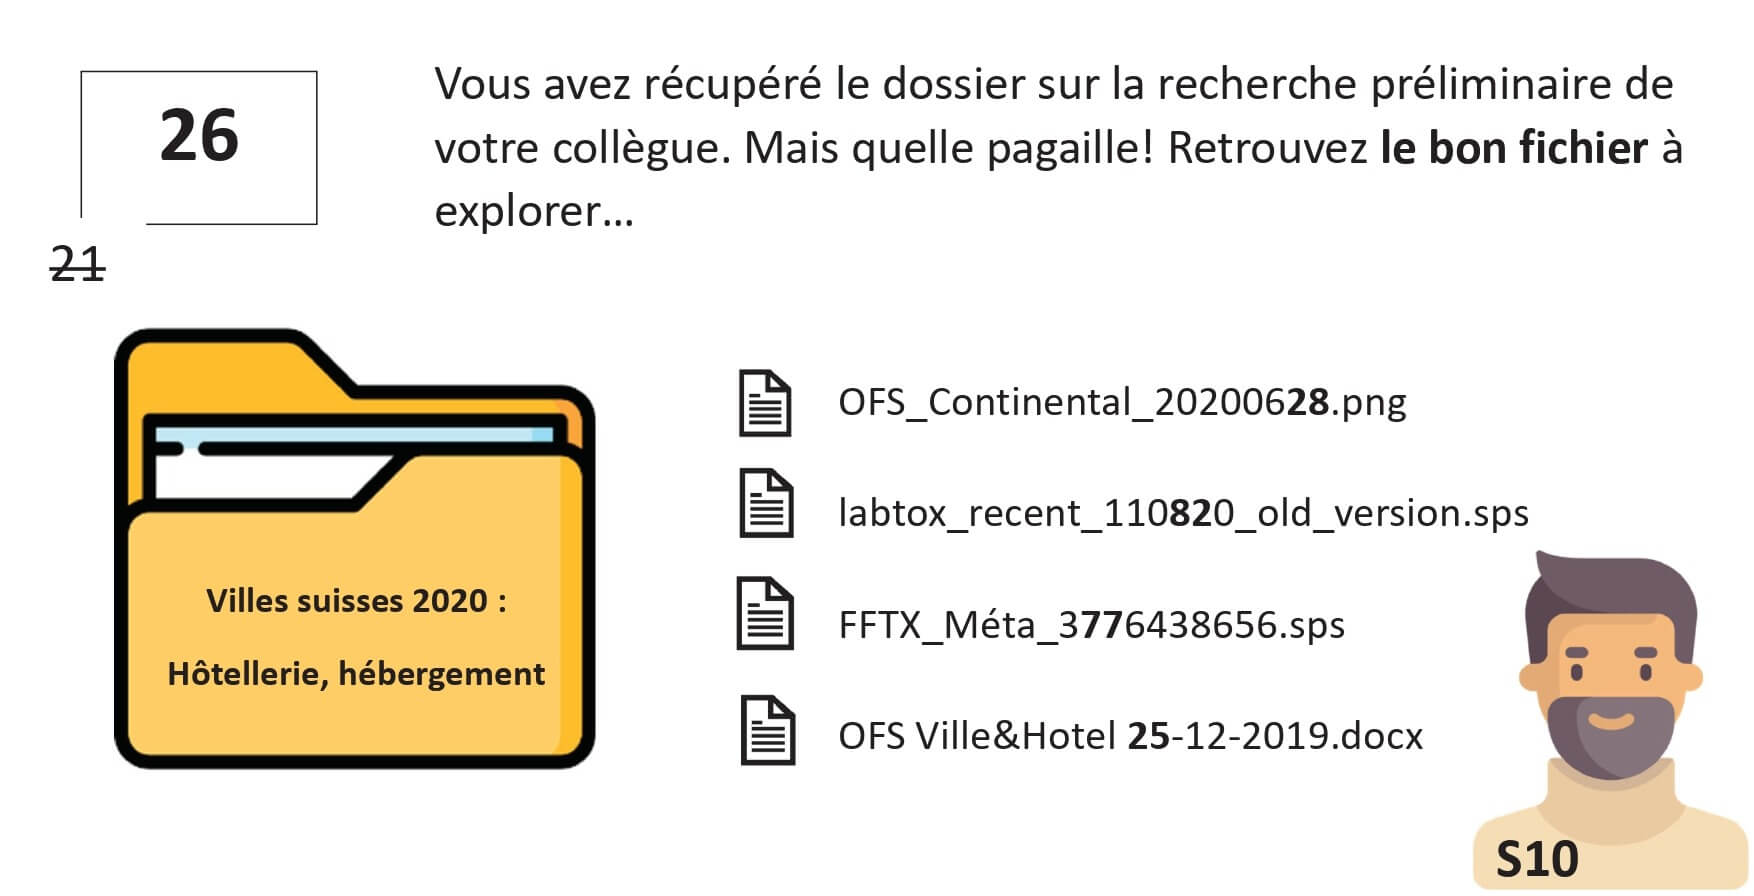 26
21
Vous avez récupéré le dossier sur la recherche préliminaire de
votre collègue. Mais quelle pagaille! Retrouvez le bon fichier à
explorer...
Villes suisses 2020 :
Hôtellerie, hébergement
OFS_Continental_20200628.png
labtox_recent_110820_old_version.sps
FFTX_Méta_3776438656.sps
OFS Ville&Hotel 25-12-2019.docx
S10